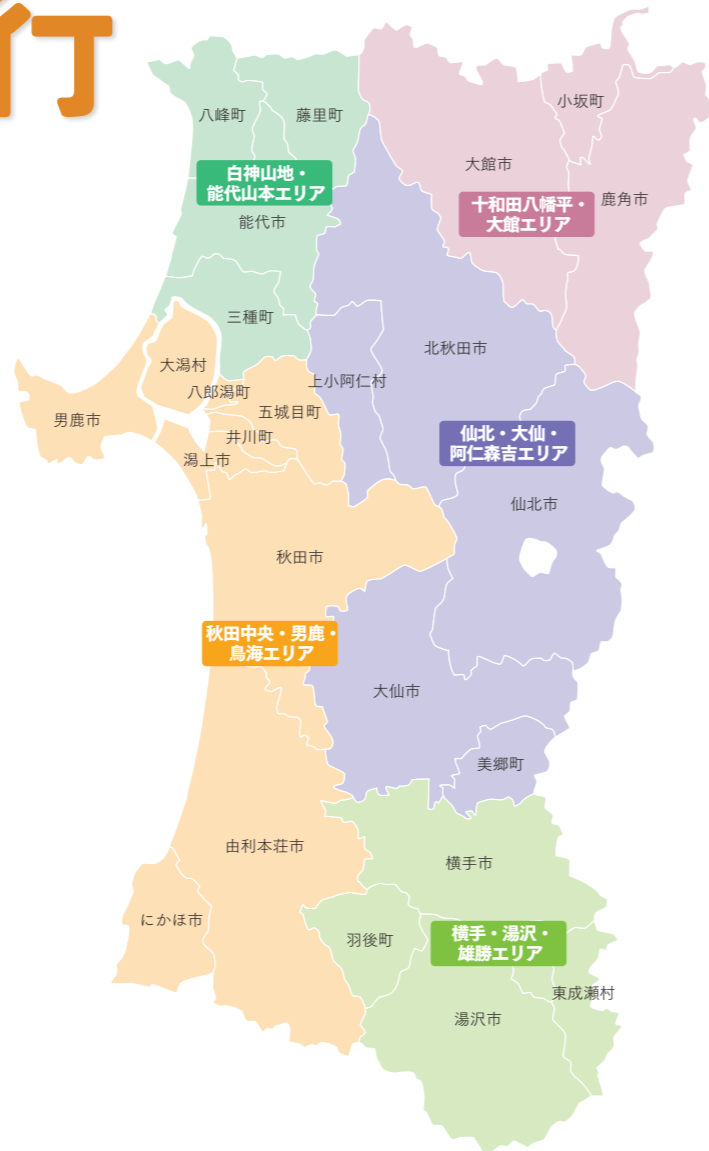 行
八峰町
藤里町
小坂町
大館市
白神山地・
能代山本エリア
十和田八幡平・
大館エリア
鹿角市
能代市
三種町
北秋田市
大潟村
上小阿仁村
八郎潟町
五城目町
男鹿市
井川町
潟上市
仙北・大仙・
阿仁森吉エリア
仙北市
秋田市
秋田中央・男鹿・
鳥海エリア
大仙市
美郷町
由利本荘市
横手市
にかほ市
羽後町
横手・湯沢・
雄勝エリア
東成瀬村
湯沢市